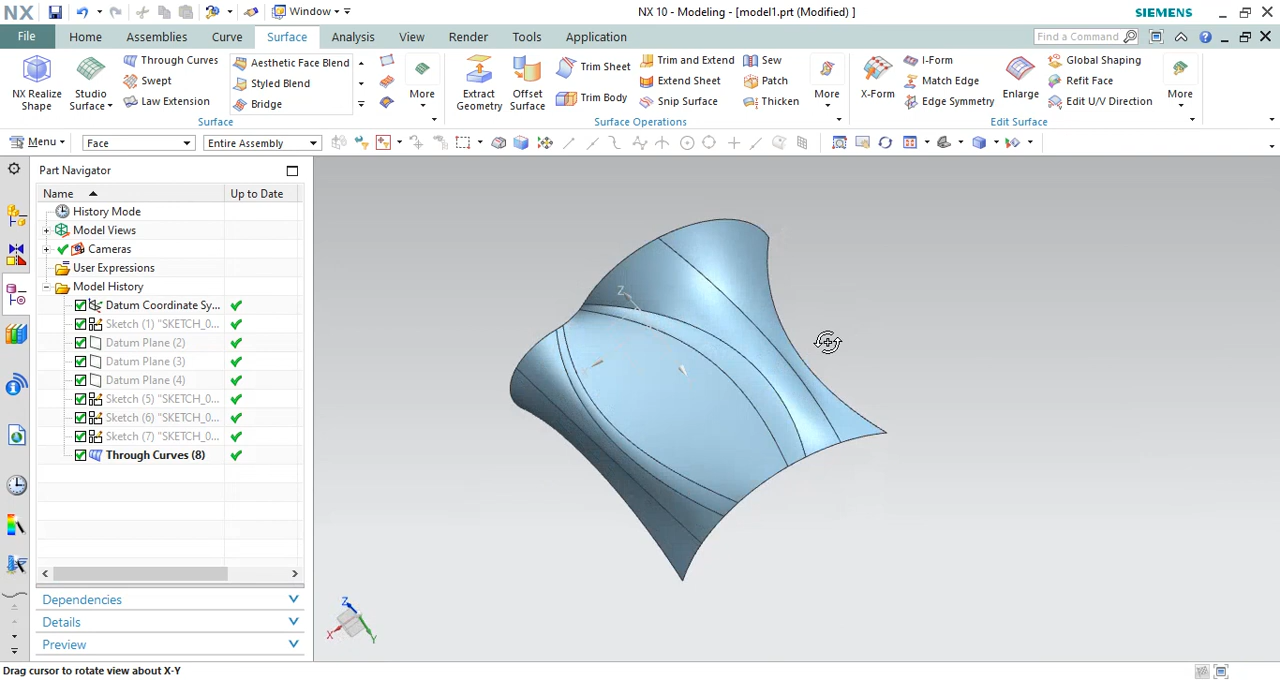 NX
Window
NX 10 - Modeling - [model1.prt (Modified) ]
SIEMENS
File
Home
Assemblies
Curve
Surface
Analysis
View
Render
Tools
Application
Find a Command
NX Realize Shape
Studio Surface
Through Curves
Swept
Law Extension
Aesthetic Face Blend
Styled Blend
Bridge
More
Extract Geometry
Offset Surface
Trim Sheet
Trim Body
Trim and Extend
Extend Sheet
Snip Surface
Sew
Patch
Thicken
More
X-Form
I-Form
Match Edge
Edge Symmetry
Enlarge
Global Shaping
Refit Face
Edit U/V Direction
More
Surface
Surface Operations
Edit Surface
Menu
Face
Entire Assembly
Part Navigator
Name
Up to Date
History Mode
Model Views
Cameras
User Expressions
Model History
Datum Coordinate Sy...
Sketch (1) "SKETCH_0...
Datum Plane (2)
Datum Plane (3)
Datum Plane (4)
Sketch (5) "SKETCH_0...
Sketch (6) "SKETCH_0...
Sketch (7) "SKETCH_0...
Through Curves (8)
Dependencies
Details
Preview
Z
Z
X
Y
Drag cursor to rotate view about X-Y